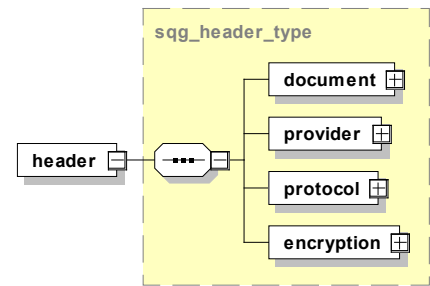 sqg_header_type
document
provider
header
protocol
encryption